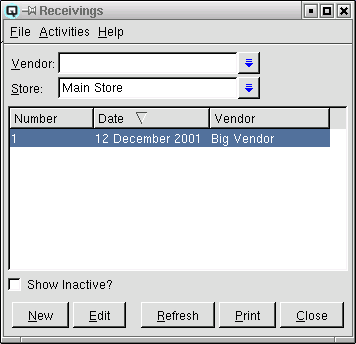 Receivings
File Activities Help
Vendor:
Store: Main Store
Number Date Vendor
1 12 December 2001 Big Vendor
Show Inactive?
New Edit Refresh Print Close